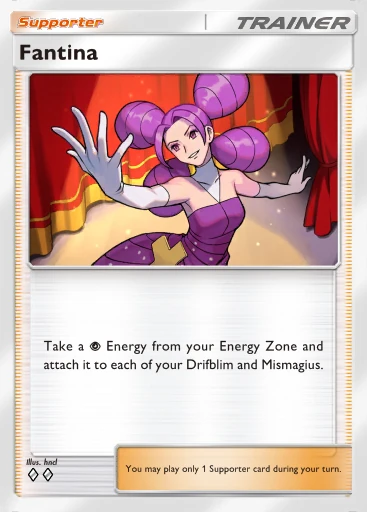 Supporter
TRAINER
Fantina
Take a Energy from your Energy Zone and
attach it to each of your Drifblim and Mismagius.
Illus. hncl
You may play only 1 Supporter card during your turn.